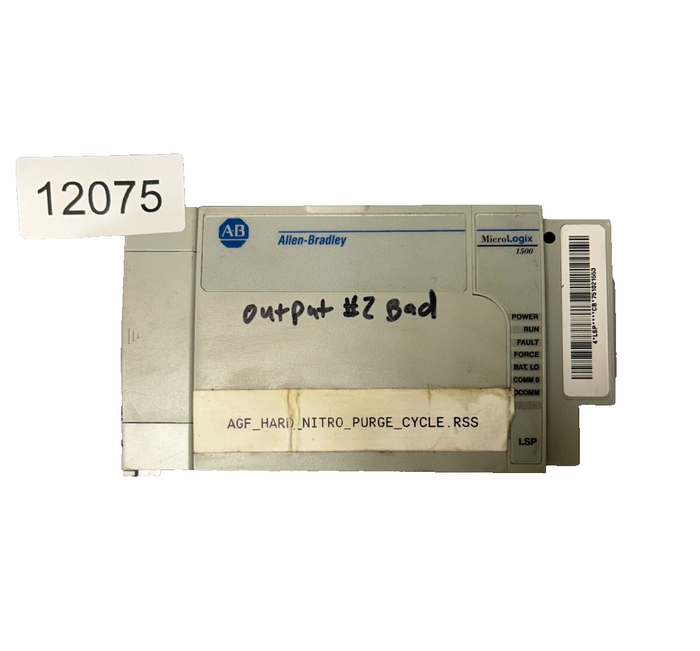 12075
AB
Allen-Bradley
MicroLogix
1500
output #2 Bad
POWER
RUN
FAULT
FORCE
BAT. LO
COMM 0
DCOMM
AGF_HARD_NITRO_PURGE_CYCLE.RSS
LSP